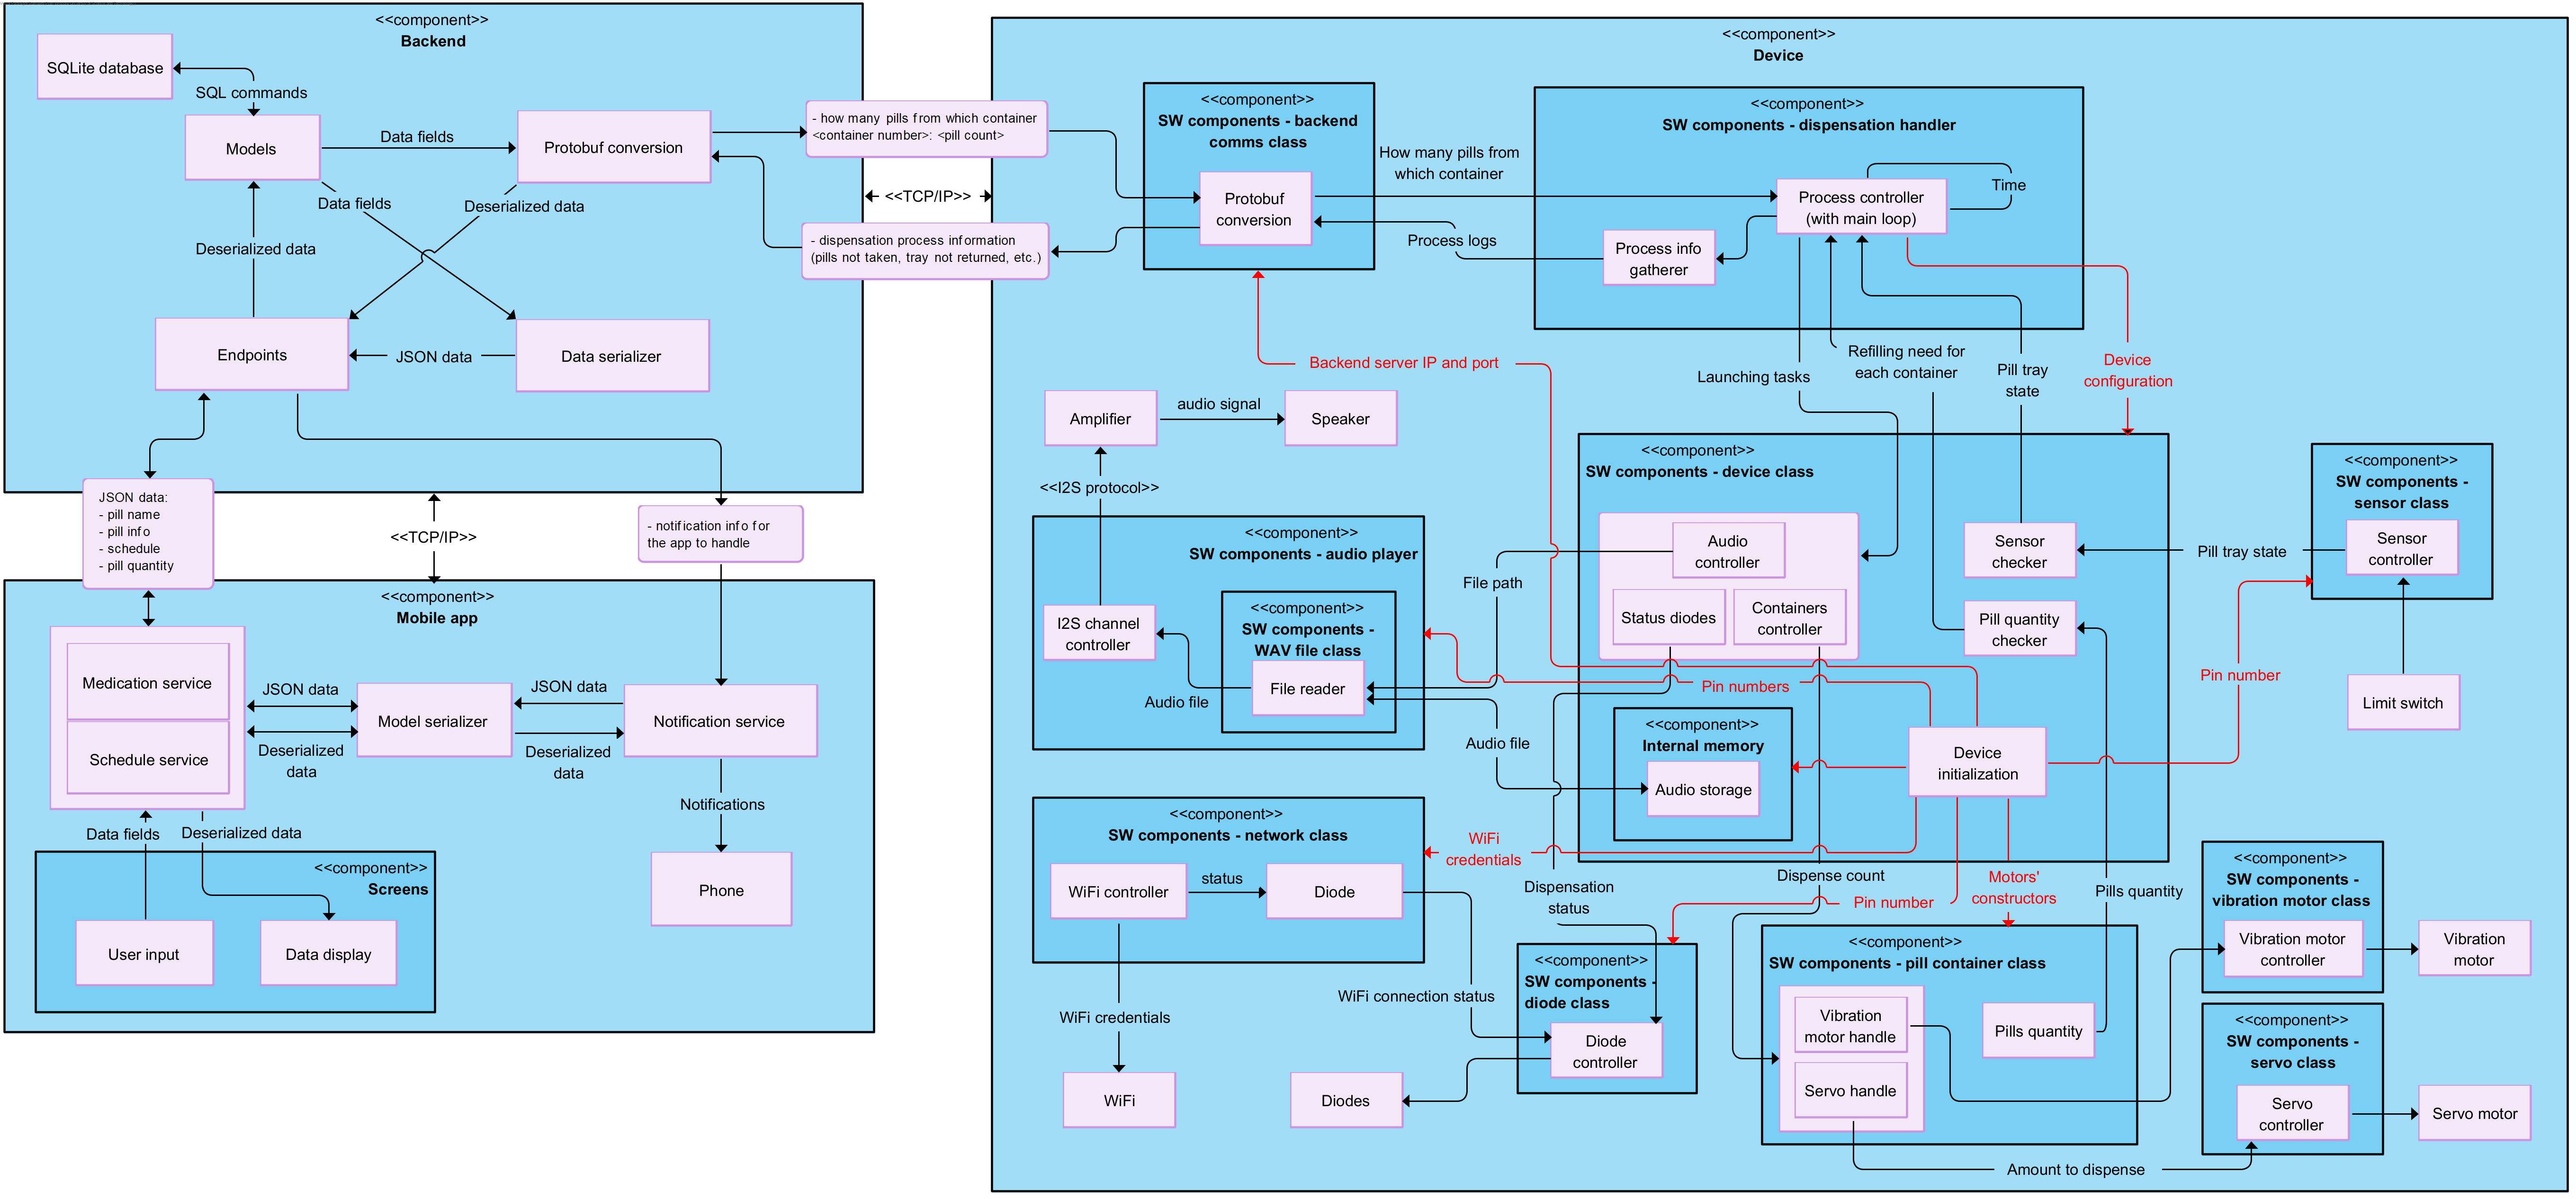 <<component>>
Backend
SQLite database
SQL commands
Models
Data fields
Protobuf conversion
Data fields
Deserialized data
Deserialized data
Endpoints
JSON data
Data serializer
- how many pills from which container
<container number>: <pill count>
<<TCP/IP>>
- dispensation process information
(pills not taken, tray not returned, etc.)
JSON data:
- pill name
- pill info
- schedule
- pill quantity
<<TCP/IP>>
- notification info for
the app to handle
<<component>>
Mobile app
Medication service
Schedule service
JSON data
Deserialized
data
Model serializer
JSON data
Deserialized
data
Notification service
Notifications
Phone
Data fields
Deserialized data
<<component>>
Screens
User input
Data display
<<component>>
Device
<<component>>
SW components - backend
comms class
Protobuf
conversion
How many pills from
which container
Process logs
<<component>>
SW components - dispensation handler
Process controller
(with main loop)
Time
Process info
gatherer
Backend server IP and port
Launching tasks
Refilling need for
each container
Pill tray
state
Device
configuration
Amplifier
audio signal
Speaker
<<I2S protocol>>
<<component>>
SW components - audio player
I2S channel
controller
<<component>>
SW components -
WAV file class
File reader
Audio file
File path
Audio file
<<component>>
SW components - device class
Audio
controller
Status diodes
Containers
controller
Sensor
checker
Pill quantity
checker
Pin numbers
<<component>>
Internal memory
Audio storage
Device
initialization
Pill tray state
<<component>>
SW components -
sensor class
Sensor
controller
Pin number
Limit switch
<<component>>
SW components - network class
WiFi controller
status
Diode
WiFi
credentials
WiFi credentials
WiFi
WiFi connection status
Dispensation
status
Dispense count
Pin number
Motors'
constructors
Pills quantity
<<component>>
SW components -
diode class
Diode
controller
Diodes
<<component>>
SW components - pill container class
Vibration
motor handle
Servo handle
Pills quantity
<<component>>
SW components -
vibration motor class
Vibration motor
controller
Vibration
motor
<<component>>
SW components -
servo class
Servo
controller
Servo motor
Amount to dispense